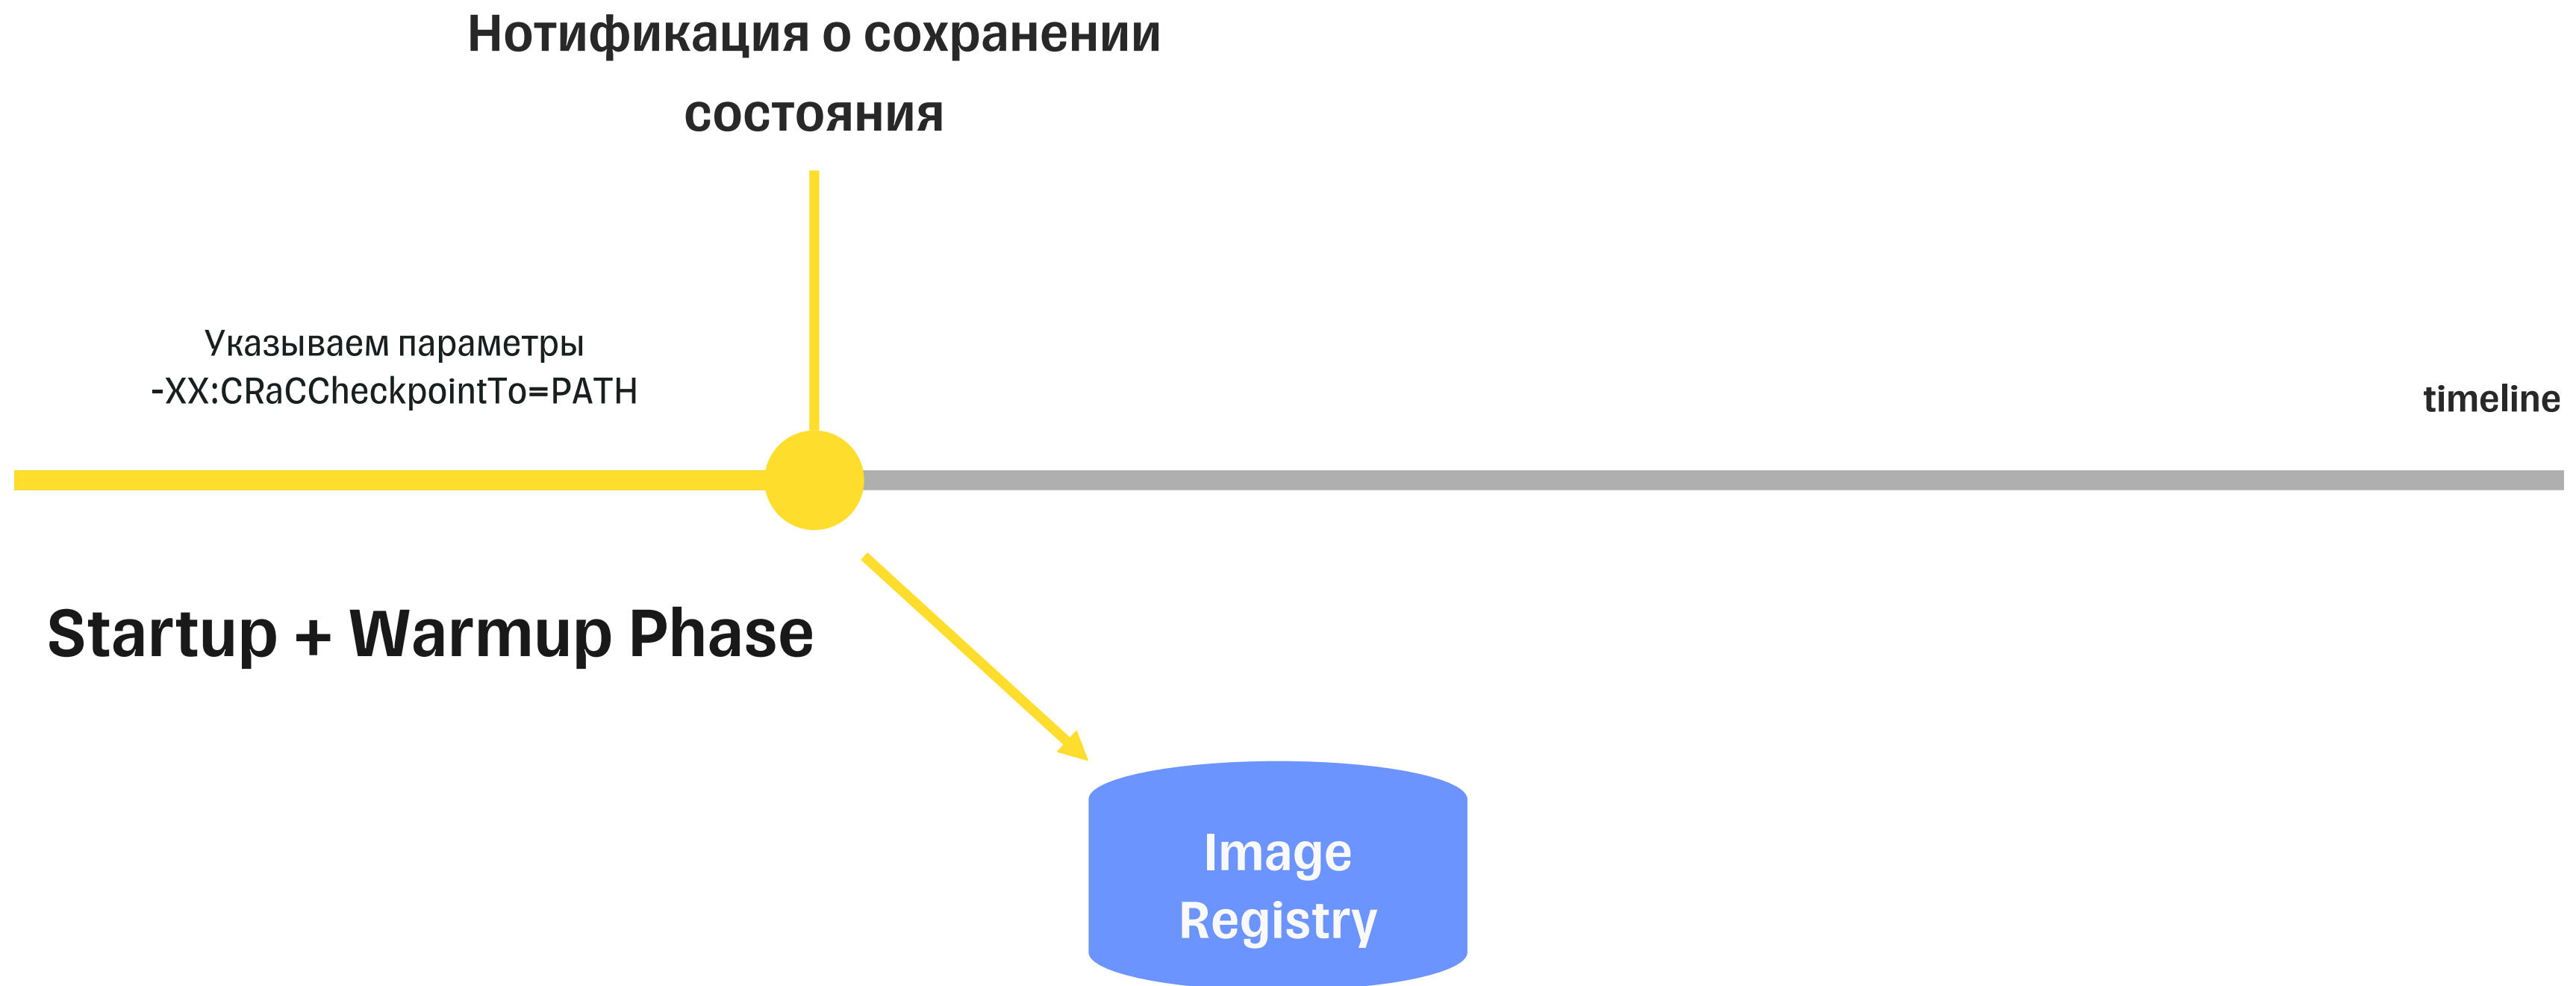 Нотификация о сохранении
состояния
Указываем параметры
-XX:CRaCCheckpointTo=PATH
timeline
Startup + Warmup Phase
Image
Registry